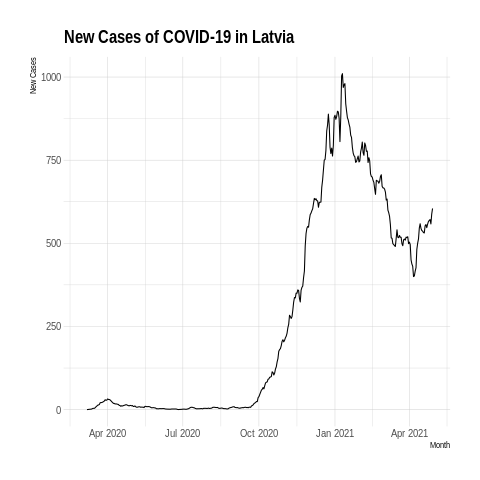 New Cases of COVID-19 in Latvia
New Cases
1000
750
500
250
0
Apr 2020 Jul 2020 Oct 2020 Jan 2021 Apr 2021
Month